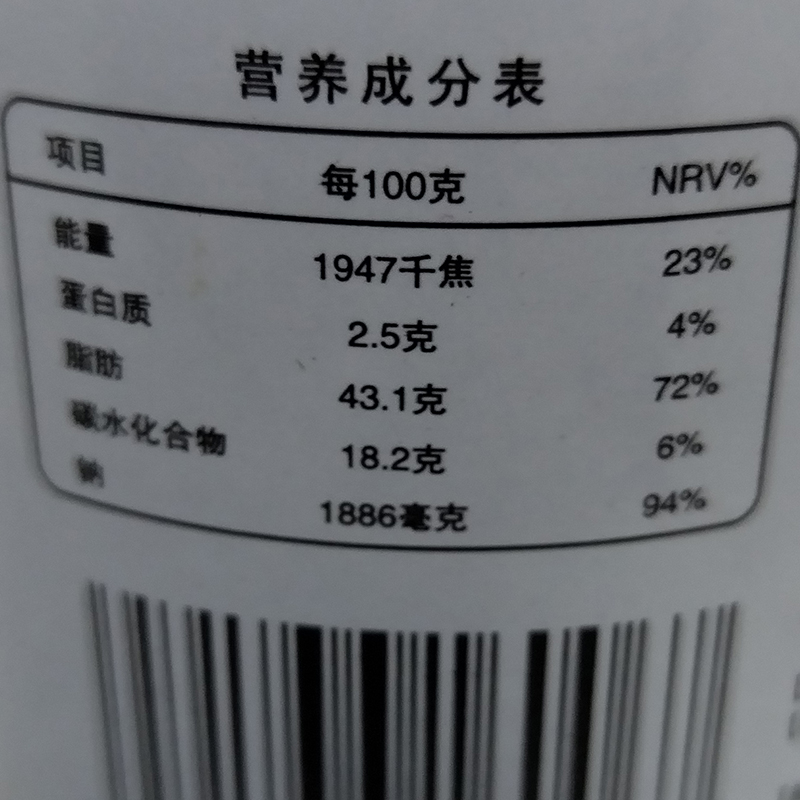 营养成分表
项目 每100克 NRV%
能量 1947千焦 23%
蛋白质 2.5克 4%
脂肪 43.1克 72%
碳水化合物 18.2克 6%
钠 1886毫克 94%